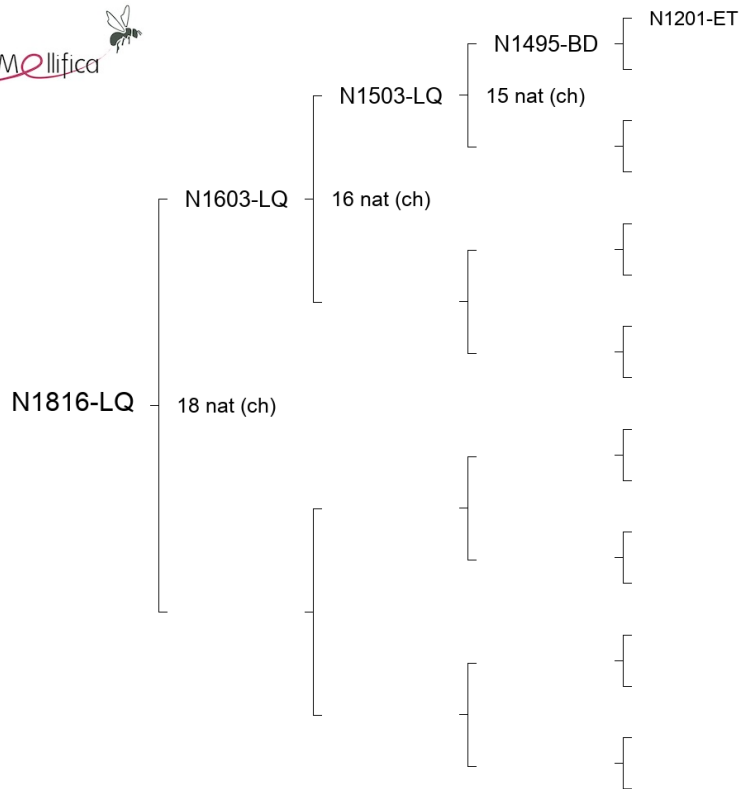 Mellifica
N1201-ET
N1495-BD
N1503-LQ
15 nat (ch)
N1603-LQ
16 nat (ch)
N1816-LQ
18 nat (ch)